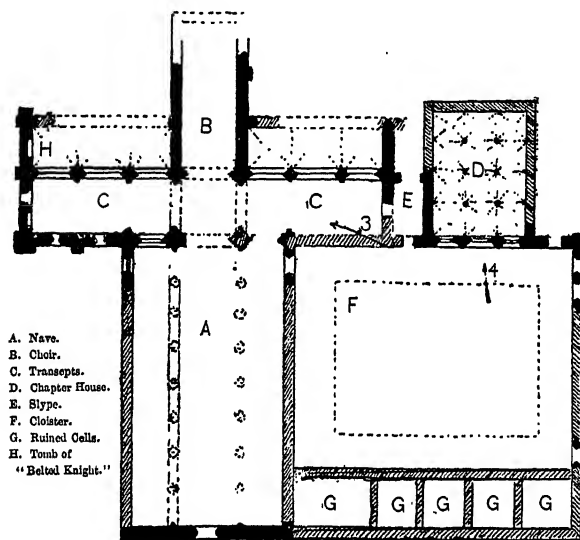 B
H
D
C
C
E
3
4
F
A
A. Nave.
B. Choir.
C. Transepts.
D. Chapter House.
E. Slype.
F. Cloister.
G. Ruined Cells.
H. Tomb of
"Belted Knight."
G G G G G